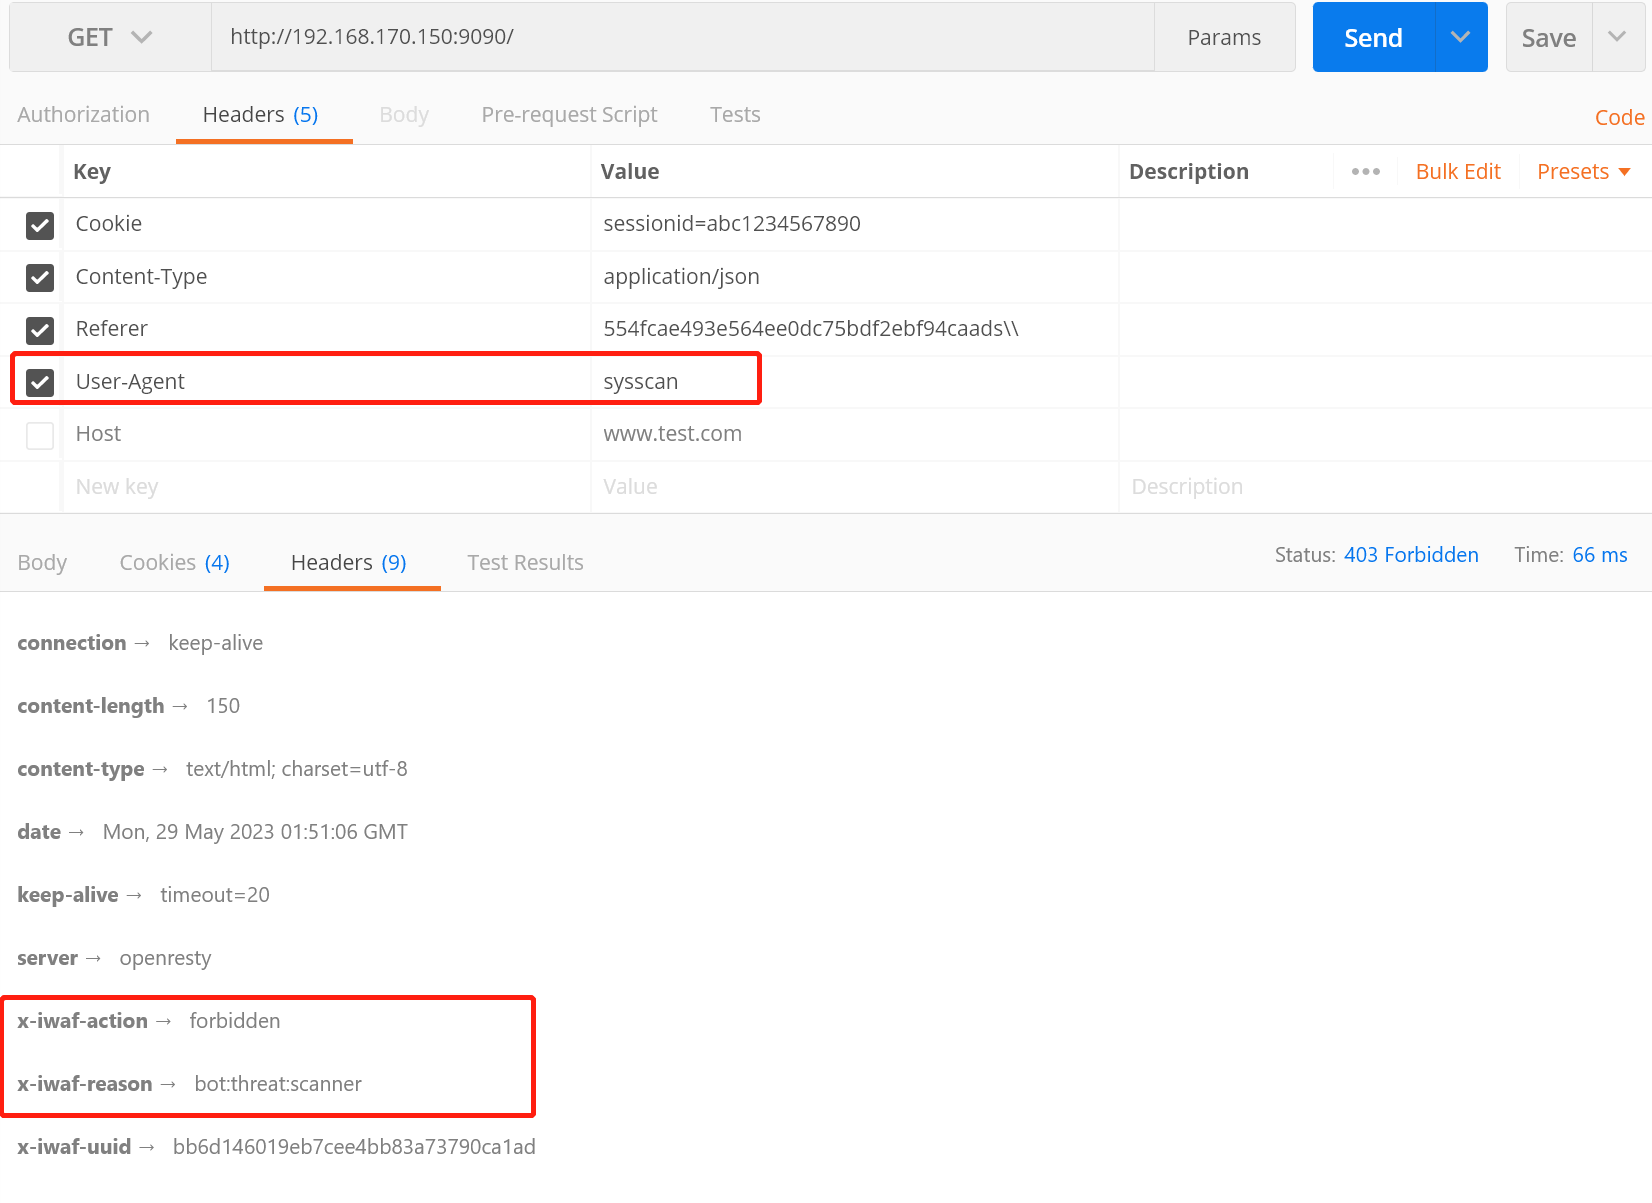 GET http://192.168.170.150:9090/ Params Send Save
Authorization Headers (5) Body Pre-request Script Tests Code
Key Value Description ••• Bulk Edit Presets
Cookie sessionid=abc1234567890
Content-Type application/json
Referer 554fcae493e564ee0dc75bdf2ebf94caads\\
User-Agent sysscan
Host www.test.com
New key Value Description
Body Cookies (4) Headers (9) Test Results Status: 403 Forbidden Time: 66 ms
connection → keep-alive
content-length → 150
content-type → text/html; charset=utf-8
date → Mon, 29 May 2023 01:51:06 GMT
keep-alive → timeout=20
server → openresty
x-iwaf-action → forbidden
x-iwaf-reason → bot:threat:scanner
x-iwaf-uuid → bb6d146019eb7cee4bb83a73790ca1ad